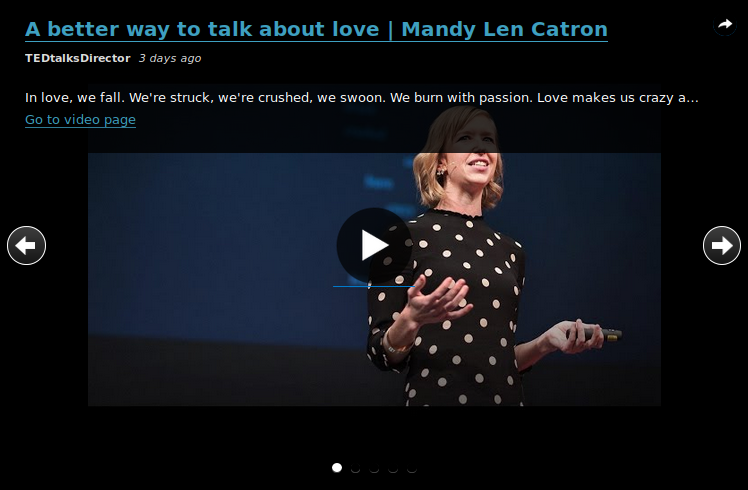 A better way to talk about love | Mandy Len Catron
TEDtalksDirector 3 days ago
In love, we fall. We're struck, we're crushed, we swoon. We burn with passion. Love makes us crazy a...
Go to video page